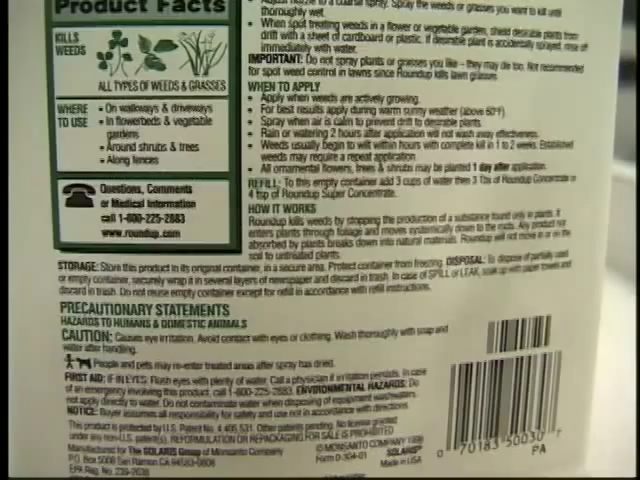 Product Facts
KILLS
WEEDS
ALL TYPES OF WEEDS & GRASSES
WHERE
TO USE
• On walkways & driveways
• In flowerbeds & vegetable
gardens
• Around shrubs & trees
• Along fences
Questions, Comments
or Medical Information
call 1-800-225-2883
www.roundup.com
thoroughly wet.
• When spot treating weeds in a flower or vegetable garden, shield desirable plants from
drift with a sheet of cardboard or plastic. If desirable plant is accidentally sprayed, rinse off
immediately with water.
IMPORTANT: Do not spray plants or grasses you like – they may die too. Not recommended
for spot weed control in lawns since Roundup kills lawn grasses.
WHEN TO APPLY
• Apply when weeds are actively growing.
• For best results apply during warm sunny weather (above 60°F).
• Spray when air is calm to prevent drift to desirable plants.
• Rain or watering 2 hours after application will not wash away effectiveness.
• Weeds usually begin to wilt within hours with complete kill in 1 to 2 weeks. Established
weeds may require a repeat application.
• All ornamental flowers, trees & shrubs may be planted 1 day after application.
REFILL: To this empty container add 3 cups of water then 3 Tbs of Roundup Concentrate or
4 tsp of Roundup Super Concentrate.
HOW IT WORKS
Roundup kills weeds by stopping the production of a substance found only in plants. It
enters plants through foliage and moves systemically down to the roots. Any product not
absorbed by plants breaks down into natural materials. Roundup will not move in or on the
soil to untreated plants.
STORAGE: Store this product in its original container, in a secure area. Protect container from freezing. DISPOSAL: To dispose of partially used
or empty container, securely wrap it in several layers of newspaper and discard in trash. In case of SPILL or LEAK, soak up with paper towels and
discard in trash. Do not reuse empty container except for refill in accordance with refill instructions.
PRECAUTIONARY STATEMENTS
HAZARDS TO HUMANS & DOMESTIC ANIMALS
CAUTION: Causes eye irritation. Avoid contact with eyes or clothing. Wash thoroughly with soap and
water after handling.
People and pets may re-enter treated areas after spray has dried.
FIRST AID: IF IN EYES: Flush eyes with plenty of water. Call a physician if irritation persists. In case
of an emergency involving this product, call 1-800-225-2883. ENVIRONMENTAL HAZARDS: Do
not apply directly to water. Do not contaminate water when disposing of equipment washwaters.
NOTICE: Buyer assumes all responsibility for safety and use not in accordance with directions.
This product is protected by U.S. Patent No. 4,405,531. Other patents pending. No license granted
under any non-U.S. patent(s). REFORMULATION OR REPACKAGING FOR SALE IS PROHIBITED
Manufactured for The SOLARIS Group of Monsanto Company
P.O. Box 5008 San Ramon CA 94583-0808
EPA Reg. No. 239-2636
© MONSANTO COMPANY
Form 0-304-01
SOLARIS
Made in USA
0 70183 50030 7
PA